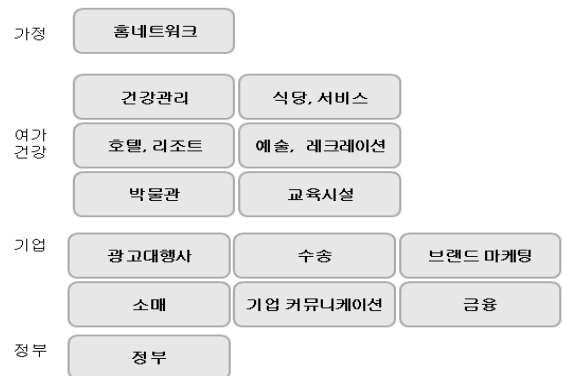 가정 홈네트워크
건강관리 식당, 서비스
여가
건강
호텔, 리조트 예술, 레크레이션
박물관 교육시설
기업
광고대행사 수송 브랜드 마케팅
소매 기업 커뮤니케이션 금융
정부 정부